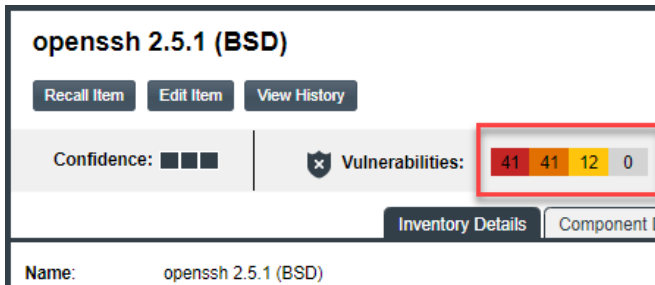 openssh 2.5.1 (BSD)
Recall Item Edit Item View History
Confidence: Vulnerabilities: 41 41 12 0
Inventory Details Component
Name: openssh 2.5.1 (BSD)